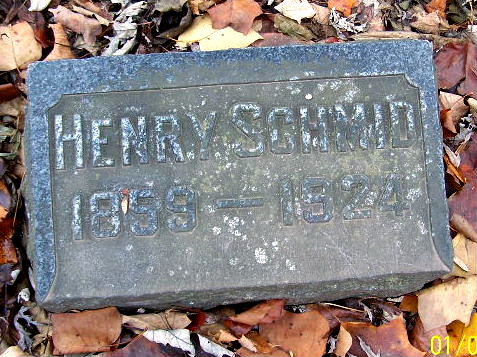 HENRY SCHMID
1859 – 1924
01/0